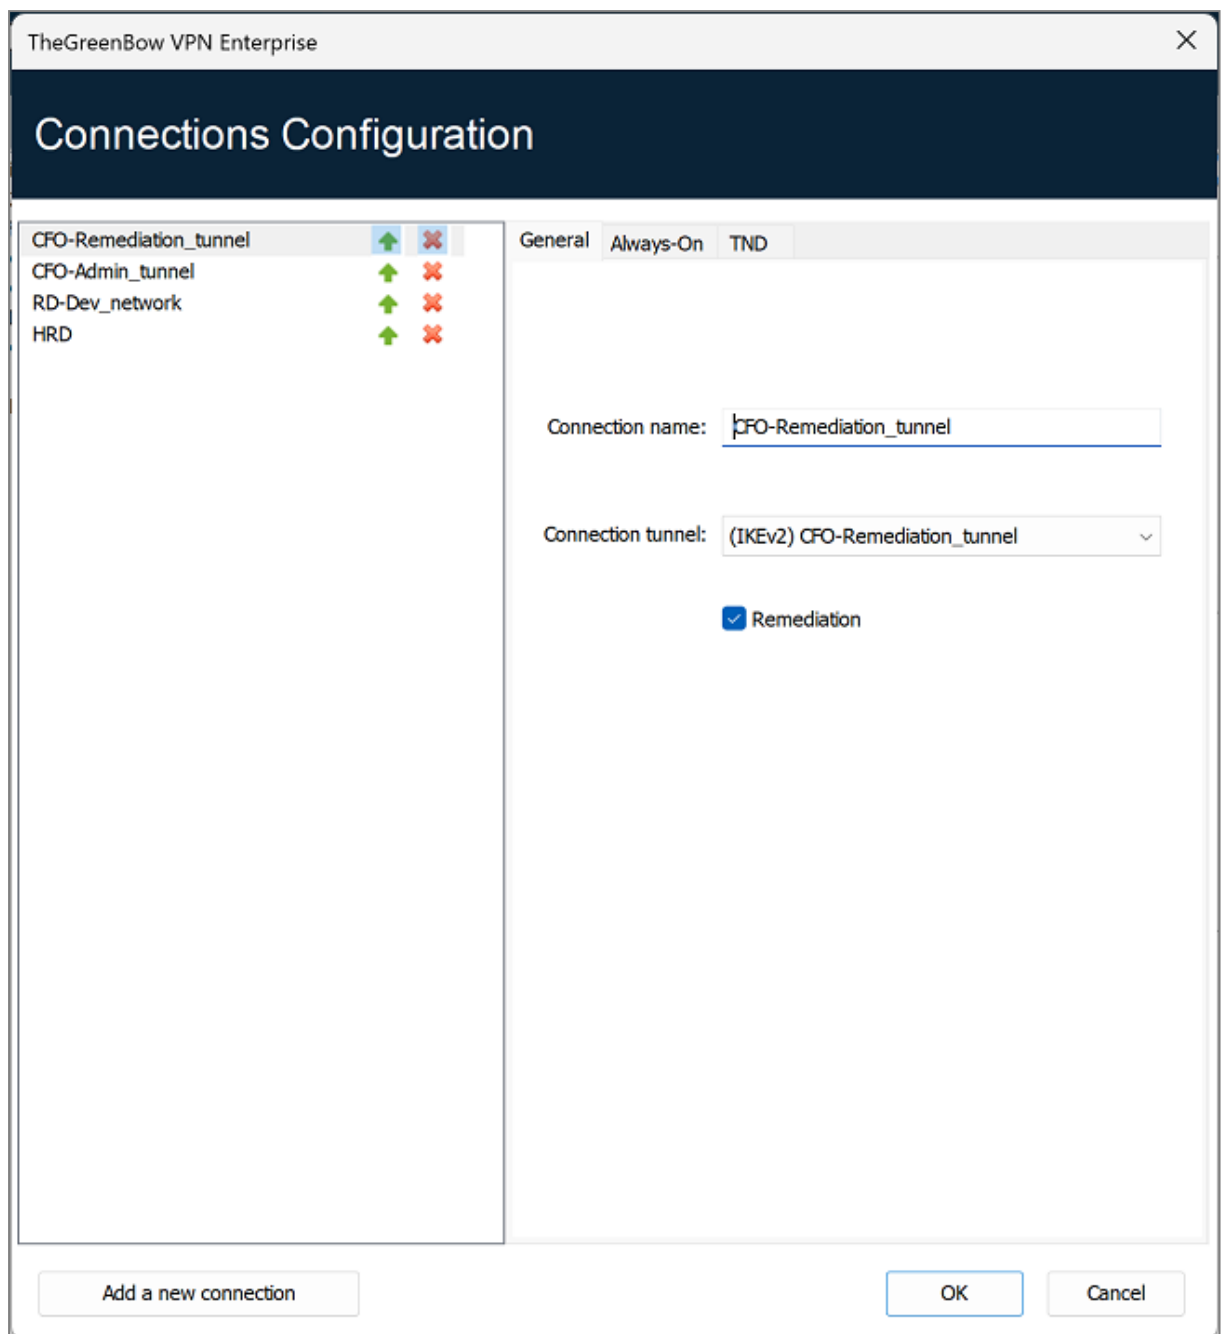 TheGreenBow VPN Enterprise
Connections Configuration
CFO-Remediation_tunnel
CFO-Admin_tunnel
RD-Dev_network
HRD
General Always-On TND
Connection name: CFO-Remediation_tunnel
Connection tunnel: (IKEv2) CFO-Remediation_tunnel
Remediation
Add a new connection OK Cancel